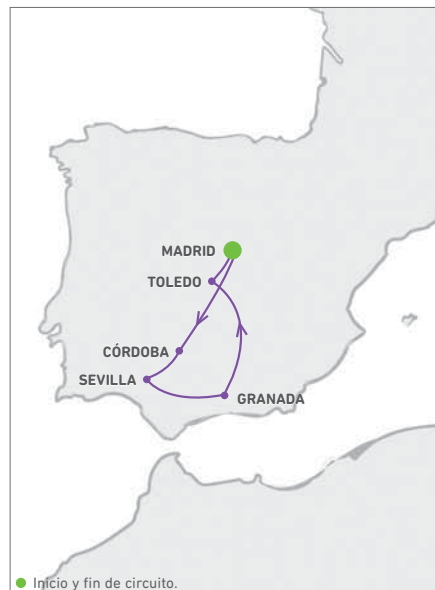 MADRID
TOLEDO
CÓRDOBA
SEVILLA
GRANADA
Inicio y fin de circuito.